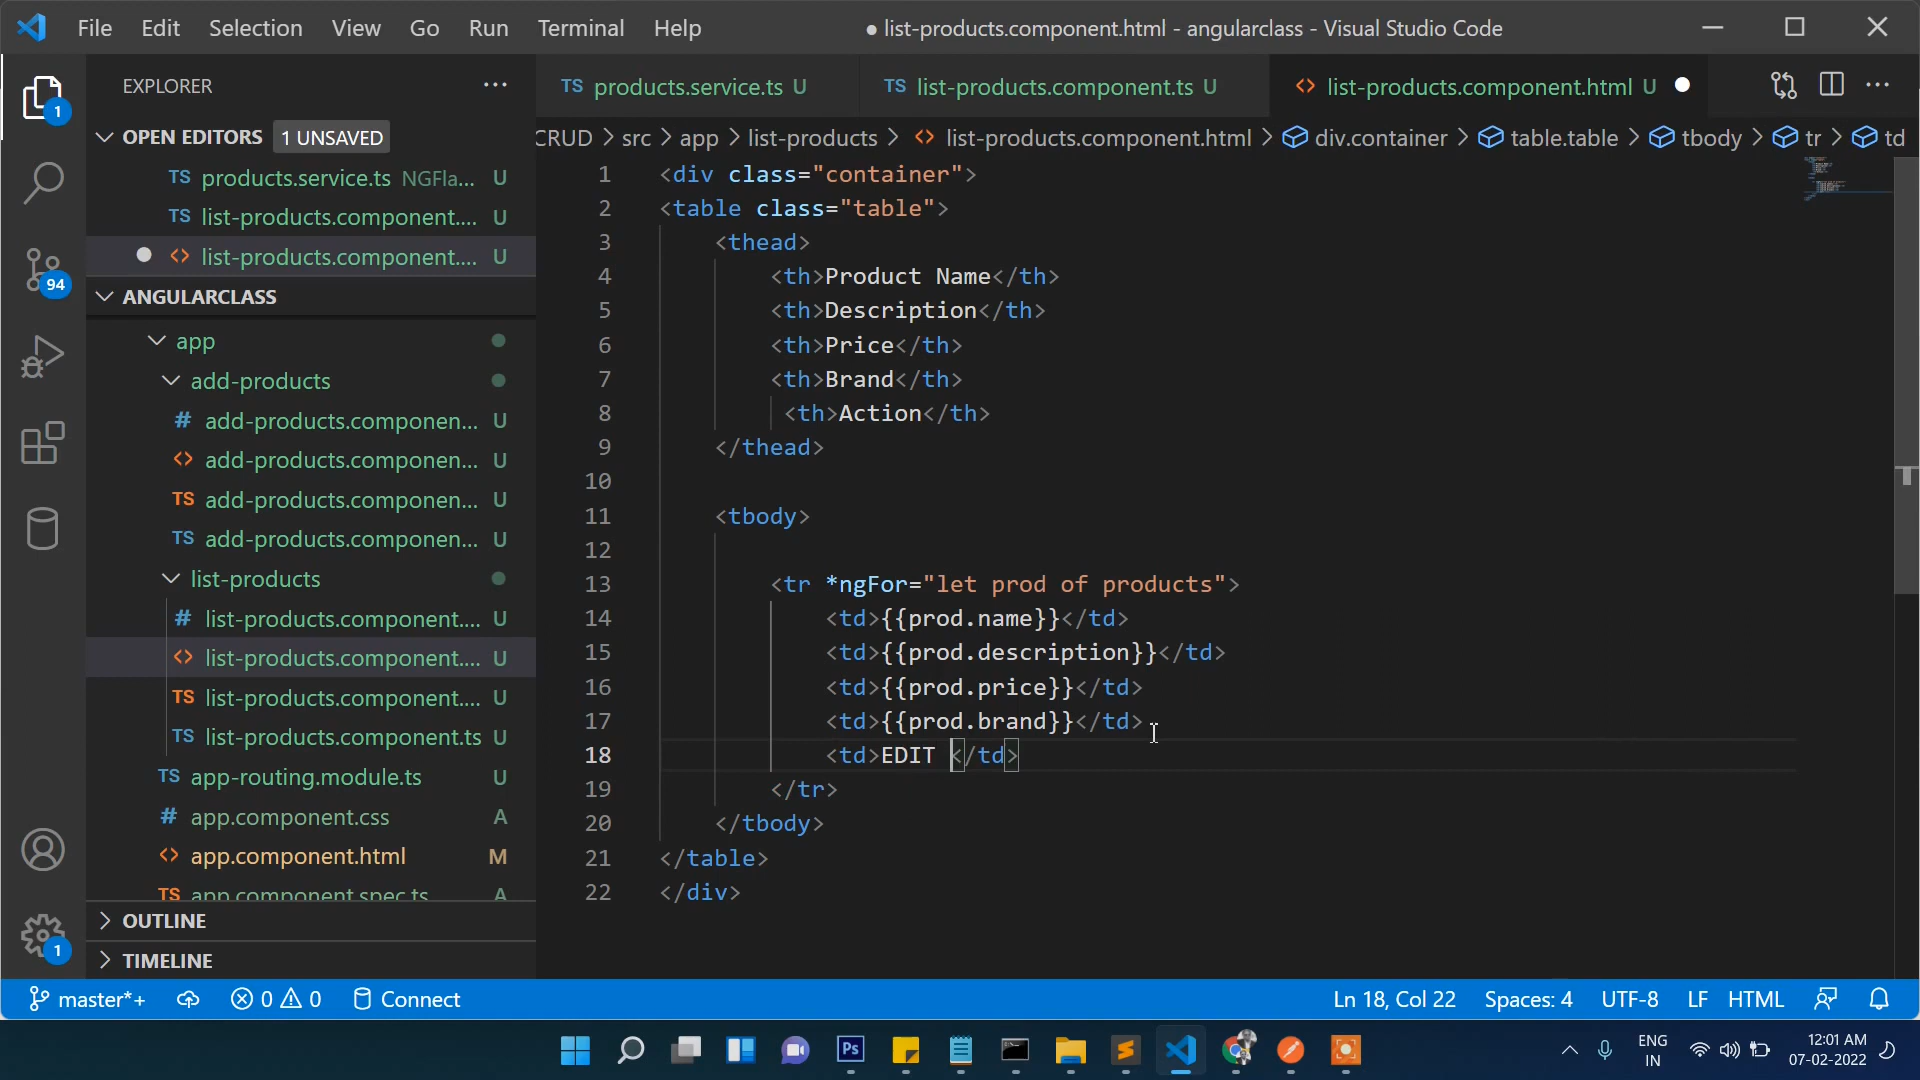 File Edit Selection View Go Run Terminal Help
● list-products.component.html - angularclass - Visual Studio Code
EXPLORER ...
OPEN EDITORS 1 UNSAVED
TS products.service.ts NGFla... U
TS list-products.component.... U
<> list-products.component.... U
ANGULARCLASS
app
add-products
# add-products.componen... U
<> add-products.componen... U
TS add-products.componen... U
TS add-products.componen... U
list-products
# list-products.component.... U
<> list-products.component.... U
TS list-products.component.... U
TS list-products.component.ts U
TS app-routing.module.ts U
# app.component.css A
<> app.component.html M
TS app.component.spec.ts A
OUTLINE
TIMELINE
1
94
1
TS products.service.ts U
TS list-products.component.ts U
<> list-products.component.html U
CRUD > src > app > list-products > <> list-products.component.html > div.container > table.table > tbody > tr > td
1 <div class="container">
2 <table class="table">
3 <thead>
4 <th>Product Name</th>
5 <th>Description</th>
6 <th>Price</th>
7 <th>Brand</th>
8 <th>Action</th>
9 </thead>
10
11 <tbody>
12
13 <tr *ngFor="let prod of products">
14 <td>{{prod.name}}</td>
15 <td>{{prod.description}}</td>
16 <td>{{prod.price}}</td>
17 <td>{{prod.brand}}</td>
18 <td>EDIT </td>
19 </tr>
20 </tbody>
21 </table>
22 </div>
master*+ 0 0 Connect
Ln 18, Col 22 Spaces: 4 UTF-8 LF HTML
Ps
ENG
IN
12:01 AM
07-02-2022